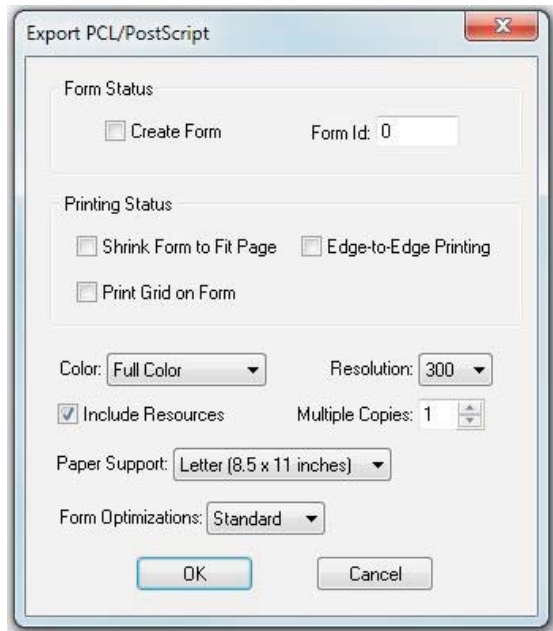 Export PCL/PostScript
Form Status
Create Form Form Id: 0
Printing Status
Shrink Form to Fit Page Edge-to-Edge Printing
Print Grid on Form
Color: Full Color Resolution: 300
Include Resources Multiple Copies: 1
Paper Support: Letter (8.5 x 11 inches)
Form Optimizations: Standard
OK Cancel